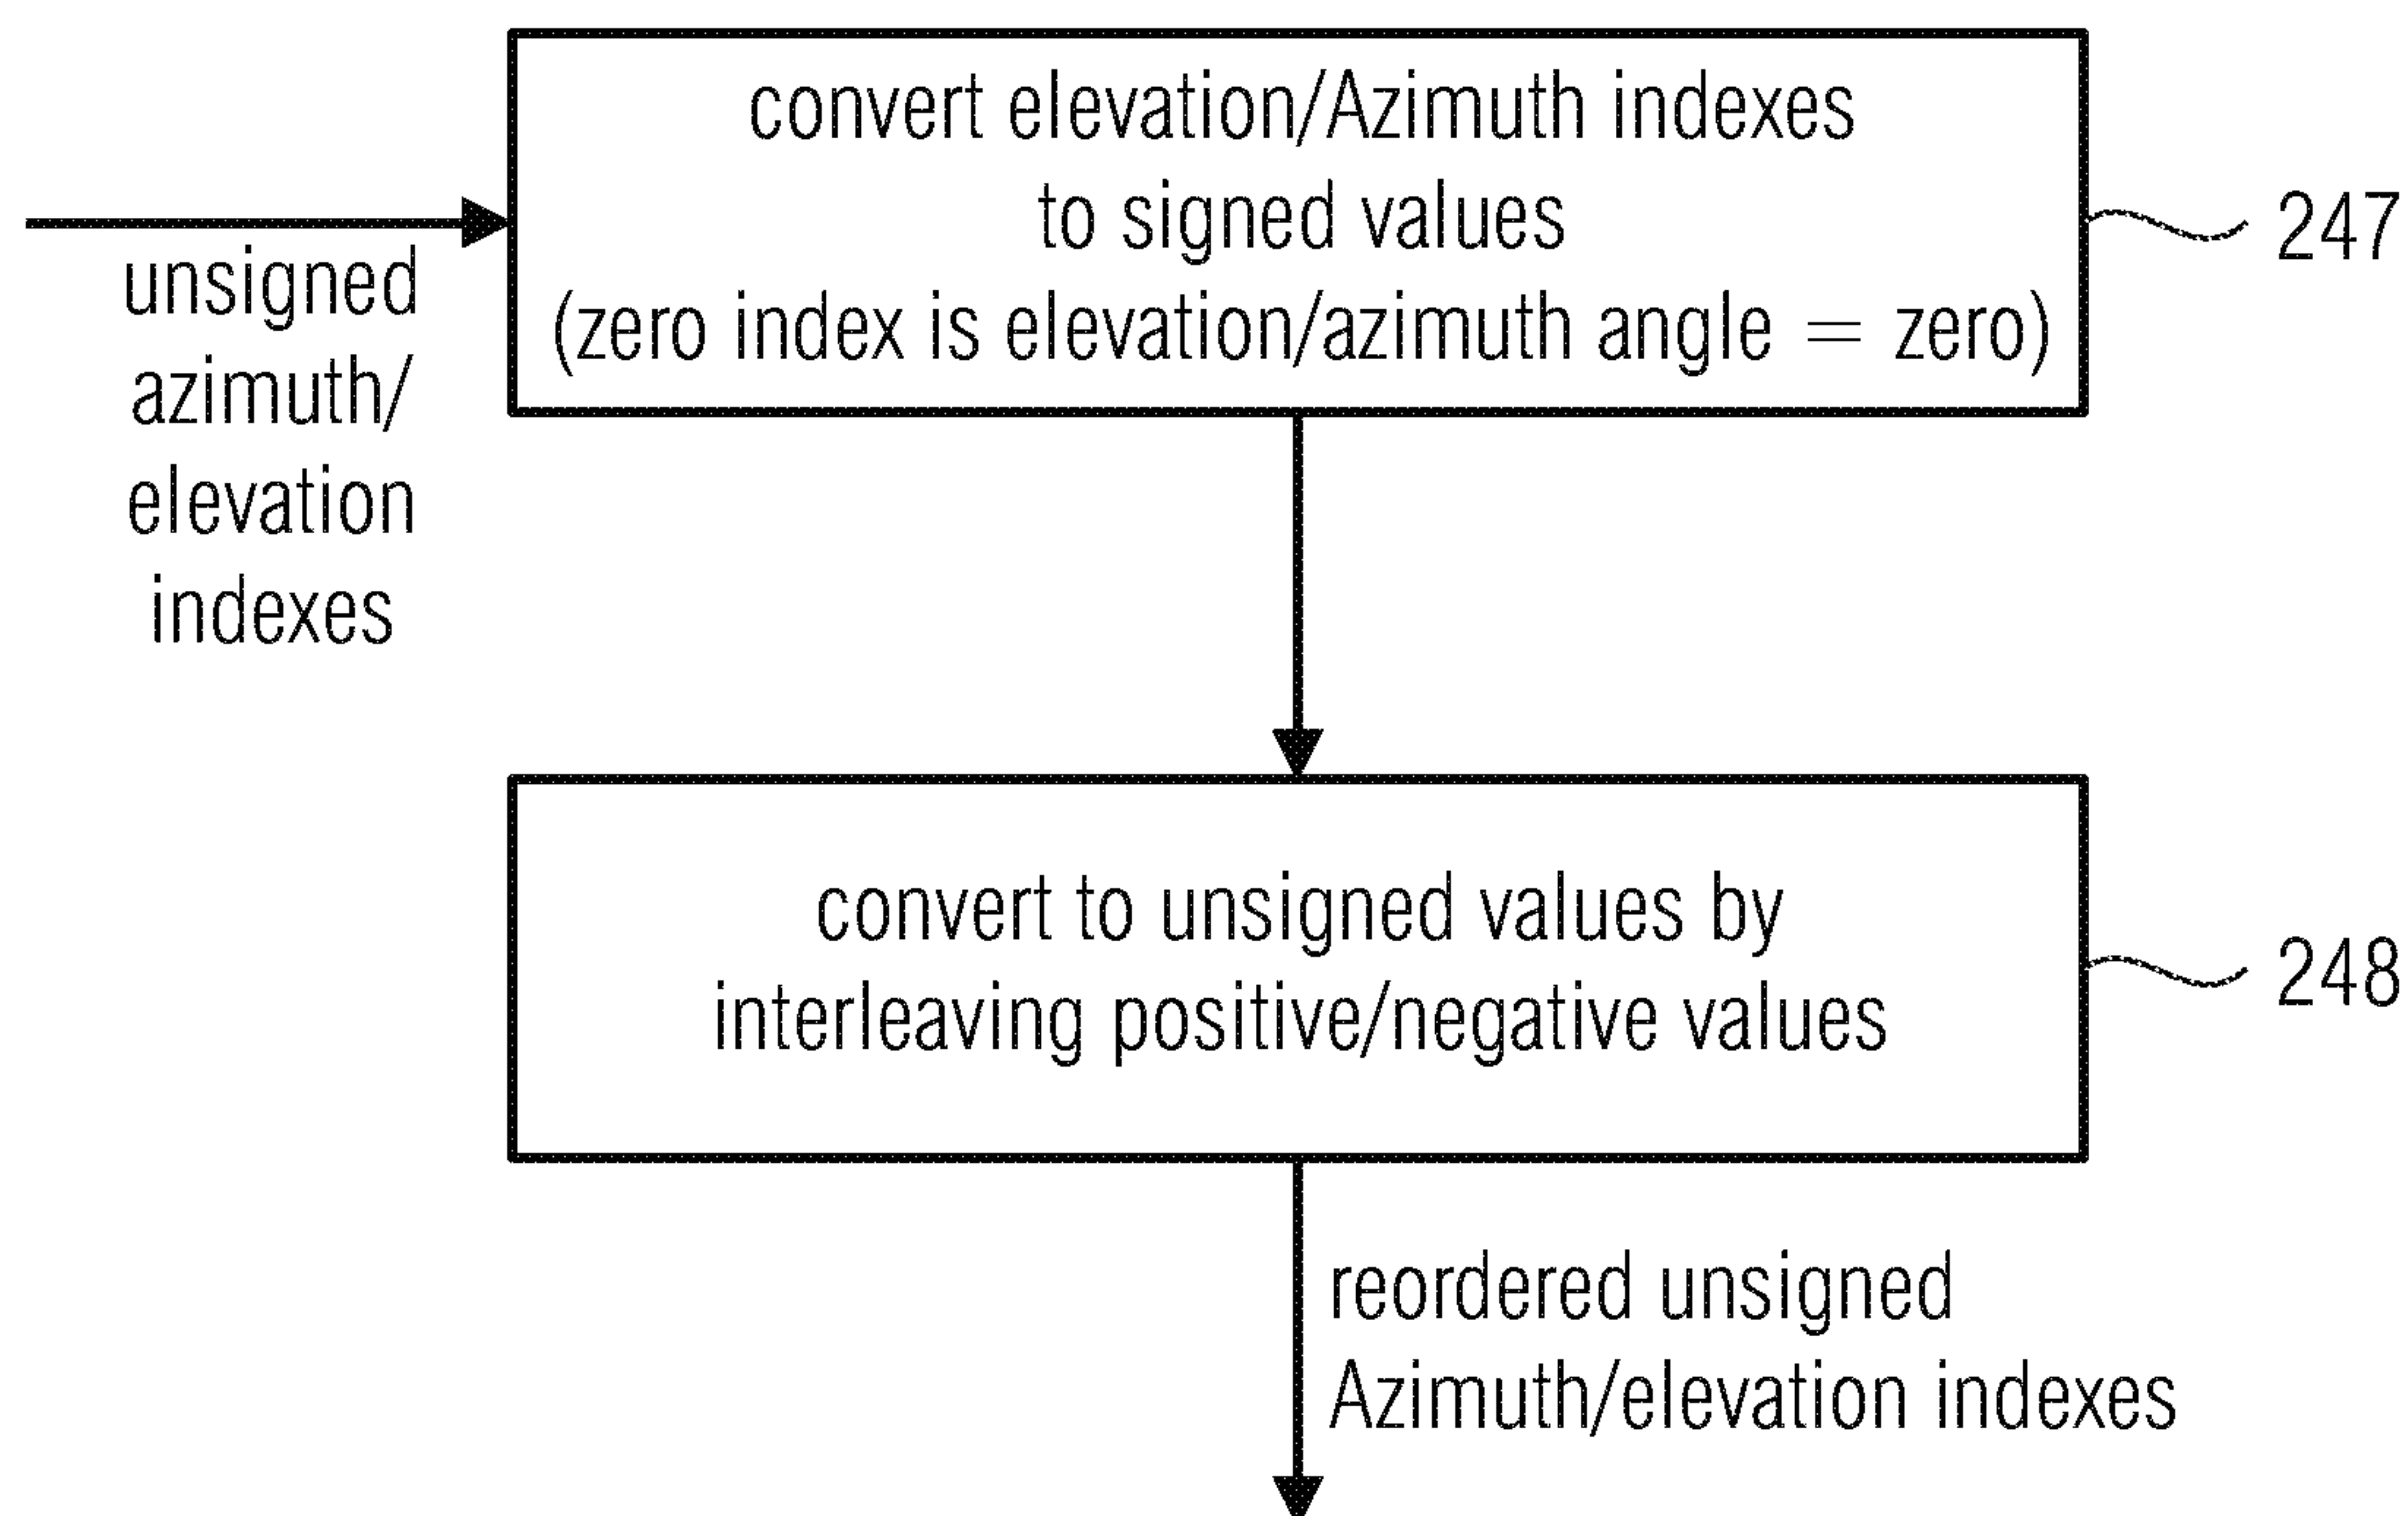 convert elevation/Azimuth indexes
to signed values
(zero index is elevation/azimuth angle = zero)
247
unsigned
azimuth/
elevation
indexes
convert to unsigned values by
interleaving positive/negative values
248
reordered unsigned
Azimuth/elevation indexes